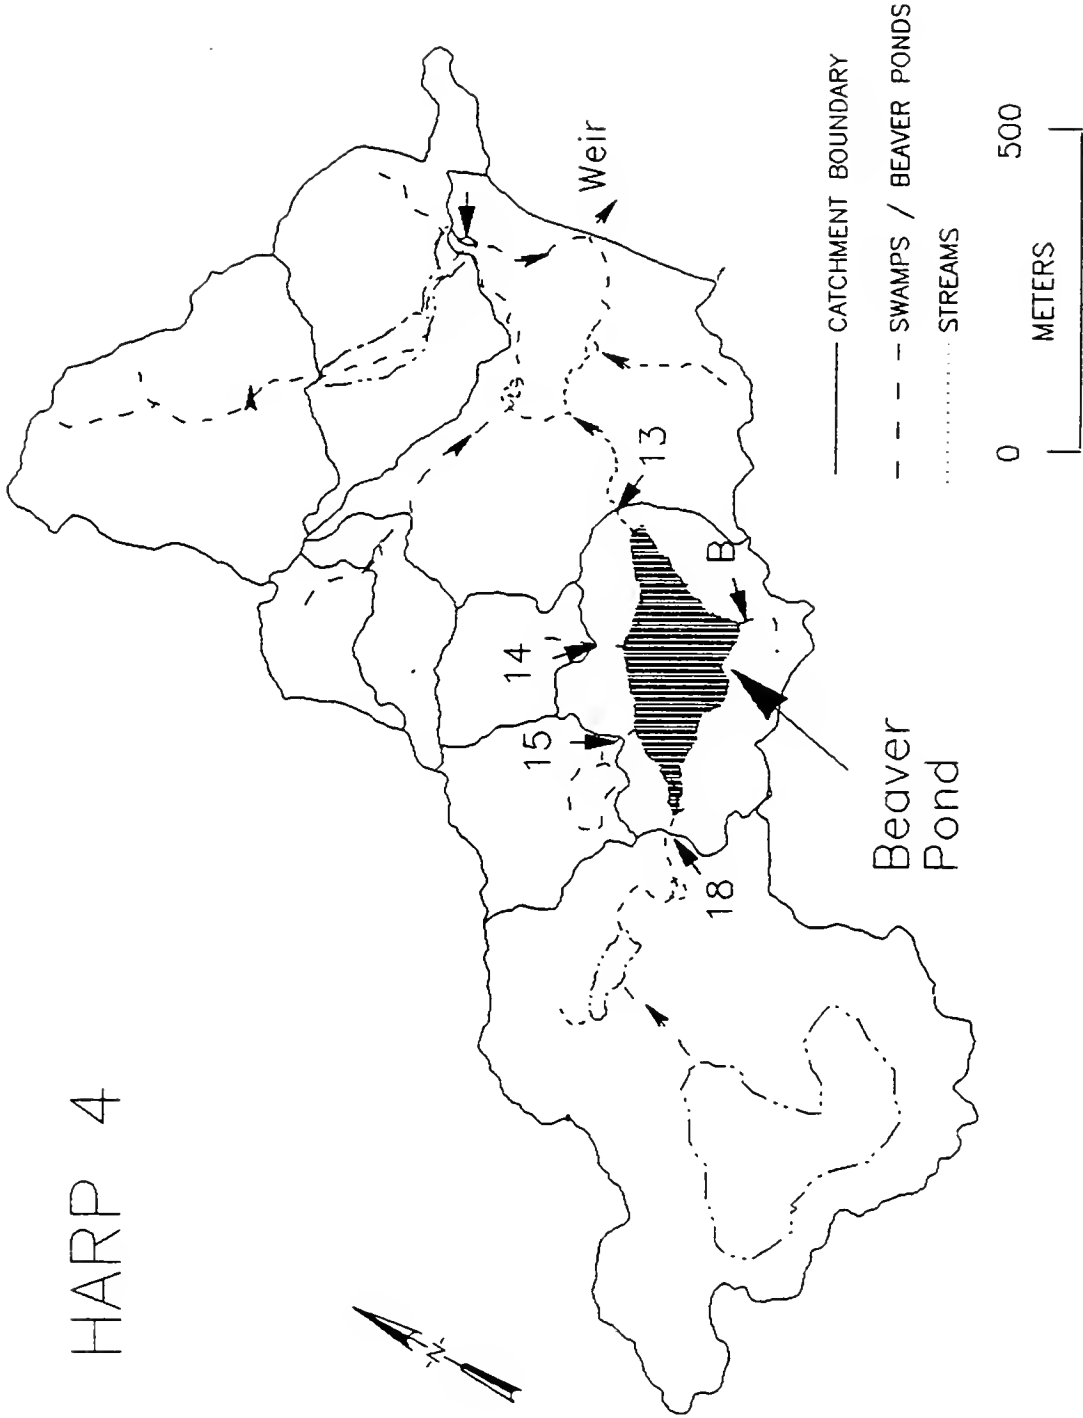 HARP 4
N
Weir
13
B
14
15
18
Beaver
Pond
CATCHMENT BOUNDARY
SWAMPS / BEAVER PONDS
STREAMS
0 500
METERS